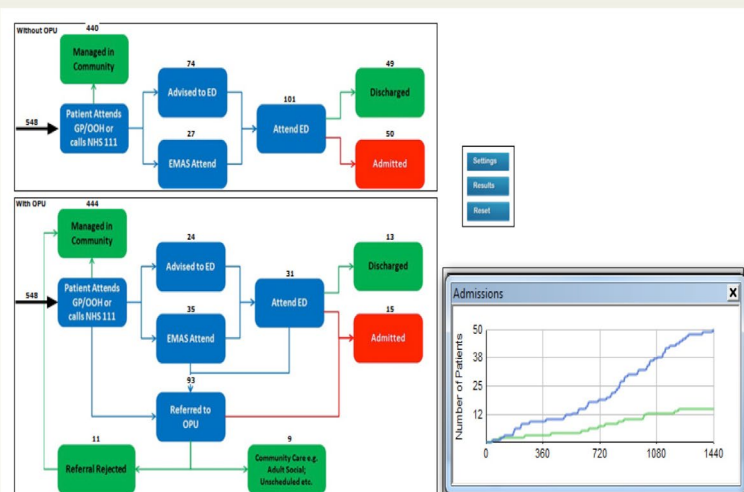 Without OPU
440
Managed in
Community
74
Advised to ED
49
Discharged
548
Patient Attends
GP/OOH or
calls NHS 111
101
Attend ED
27
EMAS Attend
50
Admitted
Settings
Results
Reset
With OPU
444
Managed in
Community
24
Advised to ED
13
Discharged
548
Patient Attends
GP/OOH or
calls NHS 111
31
Attend ED
35
EMAS Attend
15
Admitted
93
Referred to
OPU
11
Referral Rejected
9
Community Care e.g.
Adult Social;
Unscheduled etc.
Admissions
X
Number of Patients
50
38
25
12
0
360
720
1080
1440